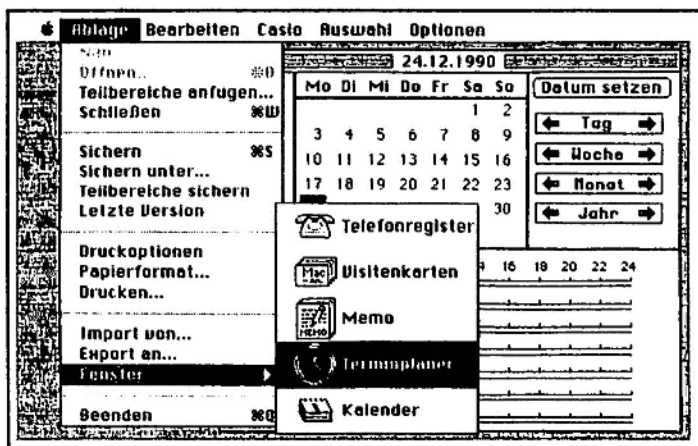 Ablage Bearbeiten Casio Auswahl Optionen
Neu
Öffnen.. ⌘O
Teilbereiche anfügen...
Schließen ⌘W
Sichern ⌘S
Sichern unter...
Teilbereiche sichern
Letzte Version
Druckoptionen
Papierformat...
Drucken...
Import von...
Export an...
Fenster
Beenden ⌘Q
Telefonregister
Mac Visitenkarten
MEMO Memo
Terminplaner
Kalender
24.12.1990
Mo Di Mi Do Fr Sa So
1 2
3 4 5 6 7 8 9
10 11 12 13 14 15 16
17 18 19 20 21 22 23
30
Datum setzen
Tag
Woche
Monat
Jahr
16 18 20 22 24